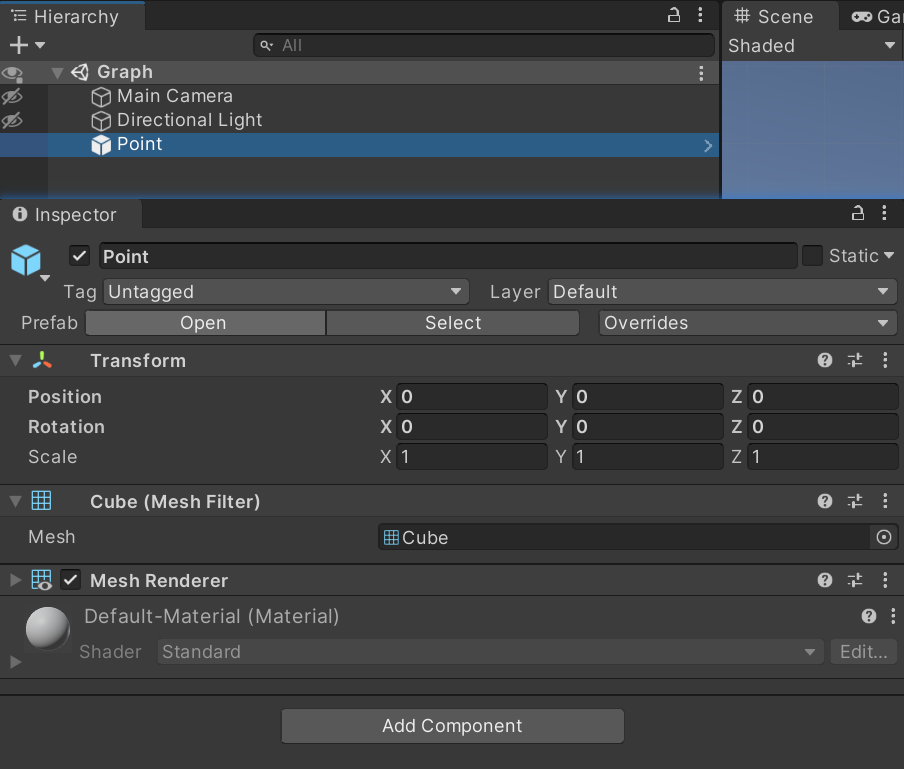 Hierarchy
Scene
Ga
All
Shaded
Graph
Main Camera
Directional Light
Point
Inspector
Point
Static
Tag Untagged Layer Default
Prefab Open Select Overrides
Transform
Position X 0 Y 0 Z 0
Rotation X 0 Y 0 Z 0
Scale X 1 Y 1 Z 1
Cube (Mesh Filter)
Mesh Cube
Mesh Renderer
Default-Material (Material)
Shader Standard Edit...
Add Component